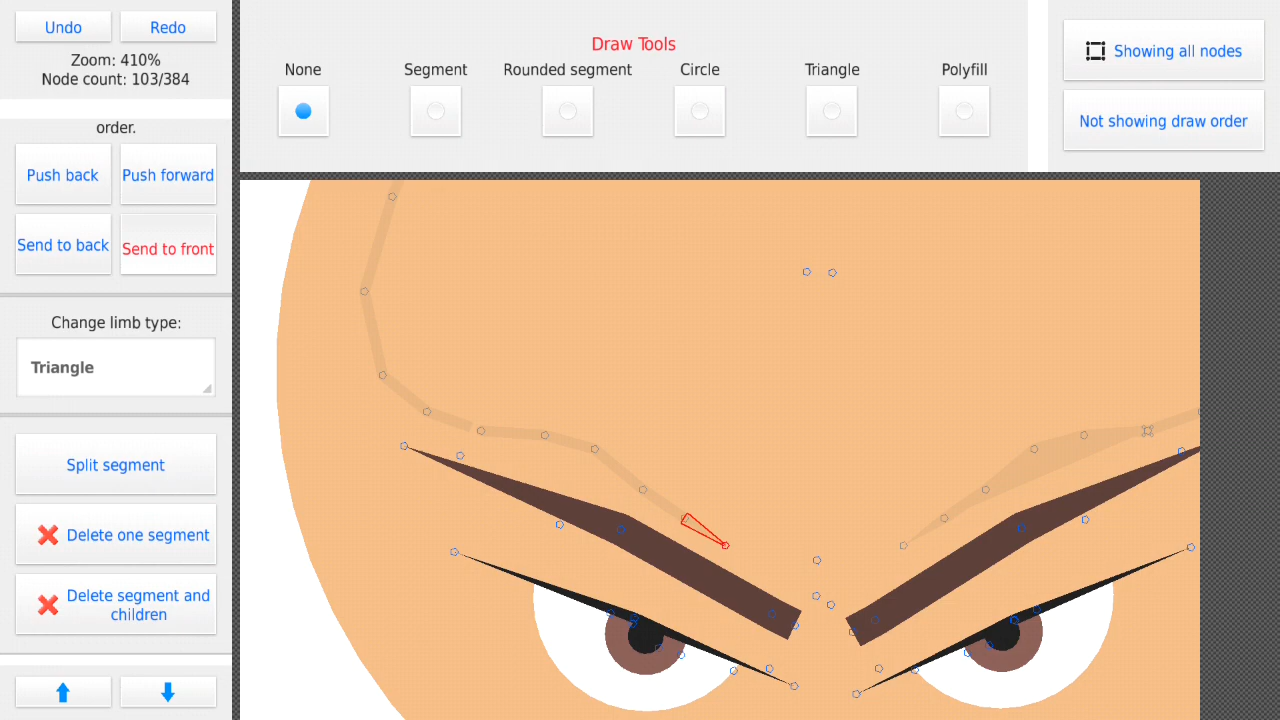 Undo
Redo
Zoom: 410%
Node count: 103/384
order.
Push back
Push forward
Send to back
Send to front
Change limb type:
Triangle
Split segment
Delete one segment
Delete segment and
children
Draw Tools
None
Segment
Rounded segment
Circle
Triangle
Polyfill
Showing all nodes
Not showing draw order